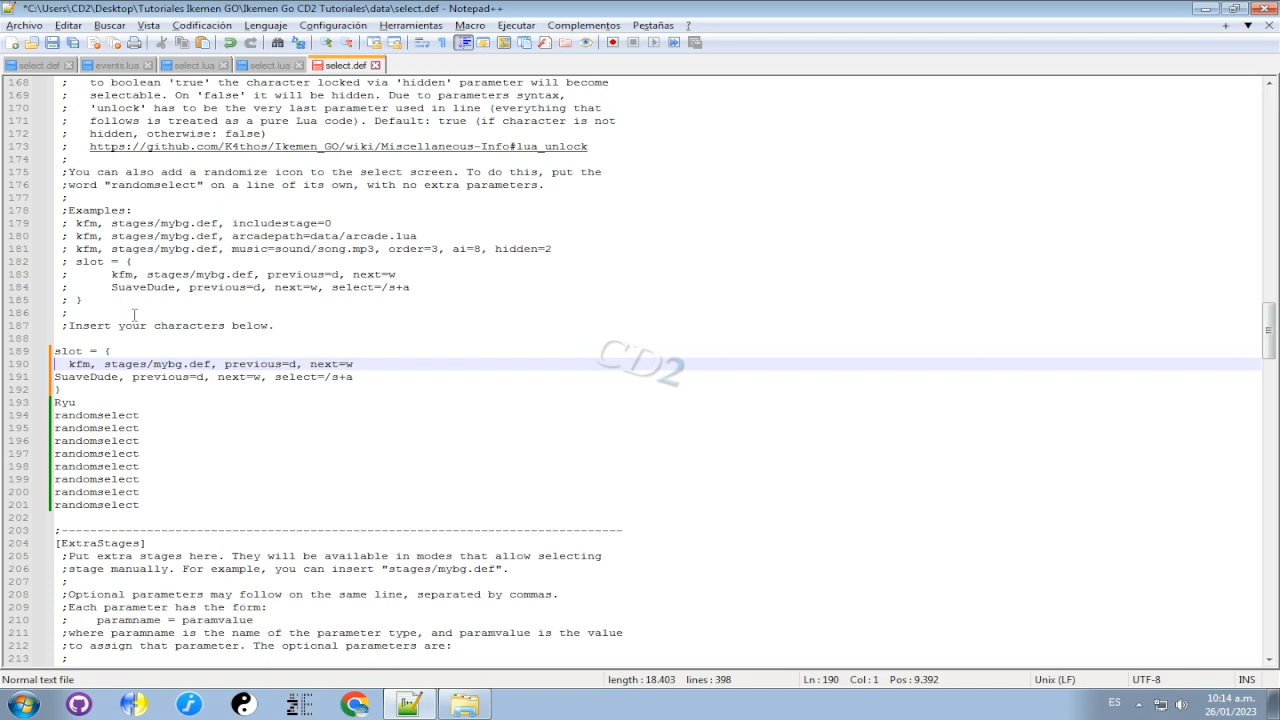 *C:\Users\CD2\Desktop\Tutoriales Ikemen GO\Ikemen Go CD2 Tutoriales\data\select.def - Notepad++
Archivo Editar Buscar Vista Codificación Lenguaje Configuración Herramientas Macro Ejecutar Complementos Pestañas ?
select.def events.lua select.lua select.lua select.def
168 ;   to boolean 'true' the character locked via 'hidden' parameter will become
169 ;   selectable. On 'false' it will be hidden. Due to parameters syntax,
170 ;   'unlock' has to be the very last parameter used in line (everything that
171 ;   follows is treated as a pure Lua code). Default: true (if character is not
172 ;   hidden, otherwise: false)
173 ;   https://github.com/K4thos/Ikemen_GO/wiki/Miscellaneous-Info#lua_unlock
174 ;
175 ;You can also add a randomize icon to the select screen. To do this, put the
176 ;word "randomselect" on a line of its own, with no extra parameters.
177 ;
178 ;Examples:
179 ; kfm, stages/mybg.def, includestage=0
180 ; kfm, stages/mybg.def, arcadepath=data/arcade.lua
181 ; kfm, stages/mybg.def, music=sound/song.mp3, order=3, ai=8, hidden=2
182 ; slot = {
183 ;      kfm, stages/mybg.def, previous=d, next=w
184 ;      SuaveDude, previous=d, next=w, select=/s+a
185 ; }
186 ;
187 ;Insert your characters below.
188
189 slot = {
190   kfm, stages/mybg.def, previous=d, next=w
191 SuaveDude, previous=d, next=w, select=/s+a
192 }
193 Ryu
194 randomselect
195 randomselect
196 randomselect
197 randomselect
198 randomselect
199 randomselect
200 randomselect
201 randomselect
202
203 ;-------------------------------------------------------------------------------
204 [ExtraStages]
205 ;Put extra stages here. They will be available in modes that allow selecting
206 ;stage manually. For example, you can insert "stages/mybg.def".
207 ;
208 ;Optional parameters may follow on the same line, separated by commas.
209 ;Each parameter has the form:
210 ;    paramname = paramvalue
211 ;where paramname is the name of the parameter type, and paramvalue is the value
212 ;to assign that parameter. The optional parameters are:
213 ;
CD2
Normal text file length : 18.403 lines : 398 Ln : 190 Col : 1 Pos : 9.392 Unix (LF) UTF-8 INS
ES 10:14 a.m.
26/01/2023